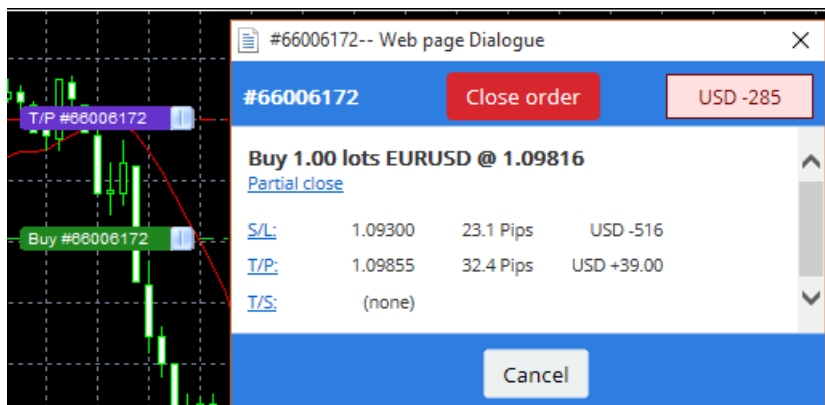 #66006172-- Web page Dialogue
#66006172 Close order USD -285
T/P #66006172
Buy 1.00 lots EURUSD @ 1.09816
Partial close
Buy #66006172
S/L: 1.09300 23.1 Pips USD -516
T/P: 1.09855 32.4 Pips USD +39.00
T/S: (none)
Cancel